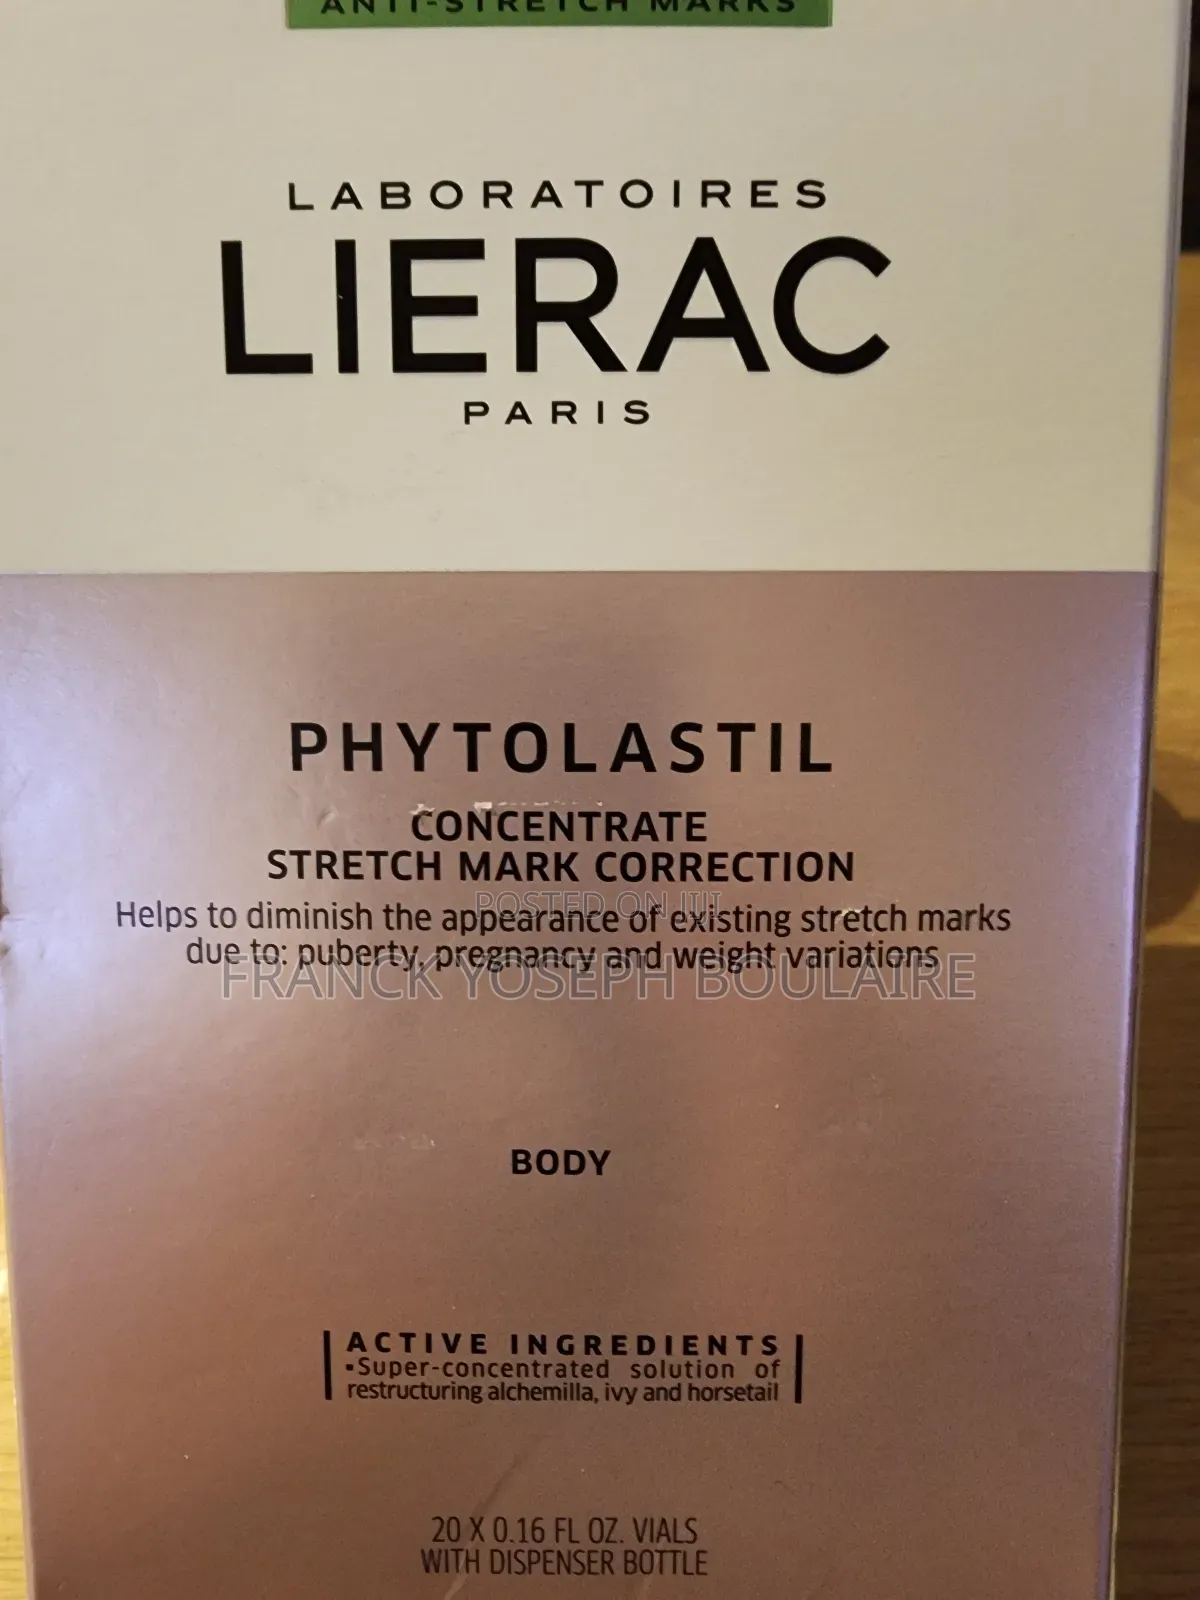 ANTI-STRETCH MARKS
LABORATOIRES
LIERAC
PARIS
PHYTOLASTIL
CONCENTRATE
STRETCH MARK CORRECTION
POSTED ON JIJI
Helps to diminish the appearance of existing stretch marks
due to: puberty, pregnancy and weight variations
FRANCK YOSEPH BOULAIRE
BODY
ACTIVE INGREDIENTS
▪Super-concentrated solution of
restructuring alchemilla, ivy and horsetail
20 X 0.16 FL OZ. VIALS
WITH DISPENSER BOTTLE